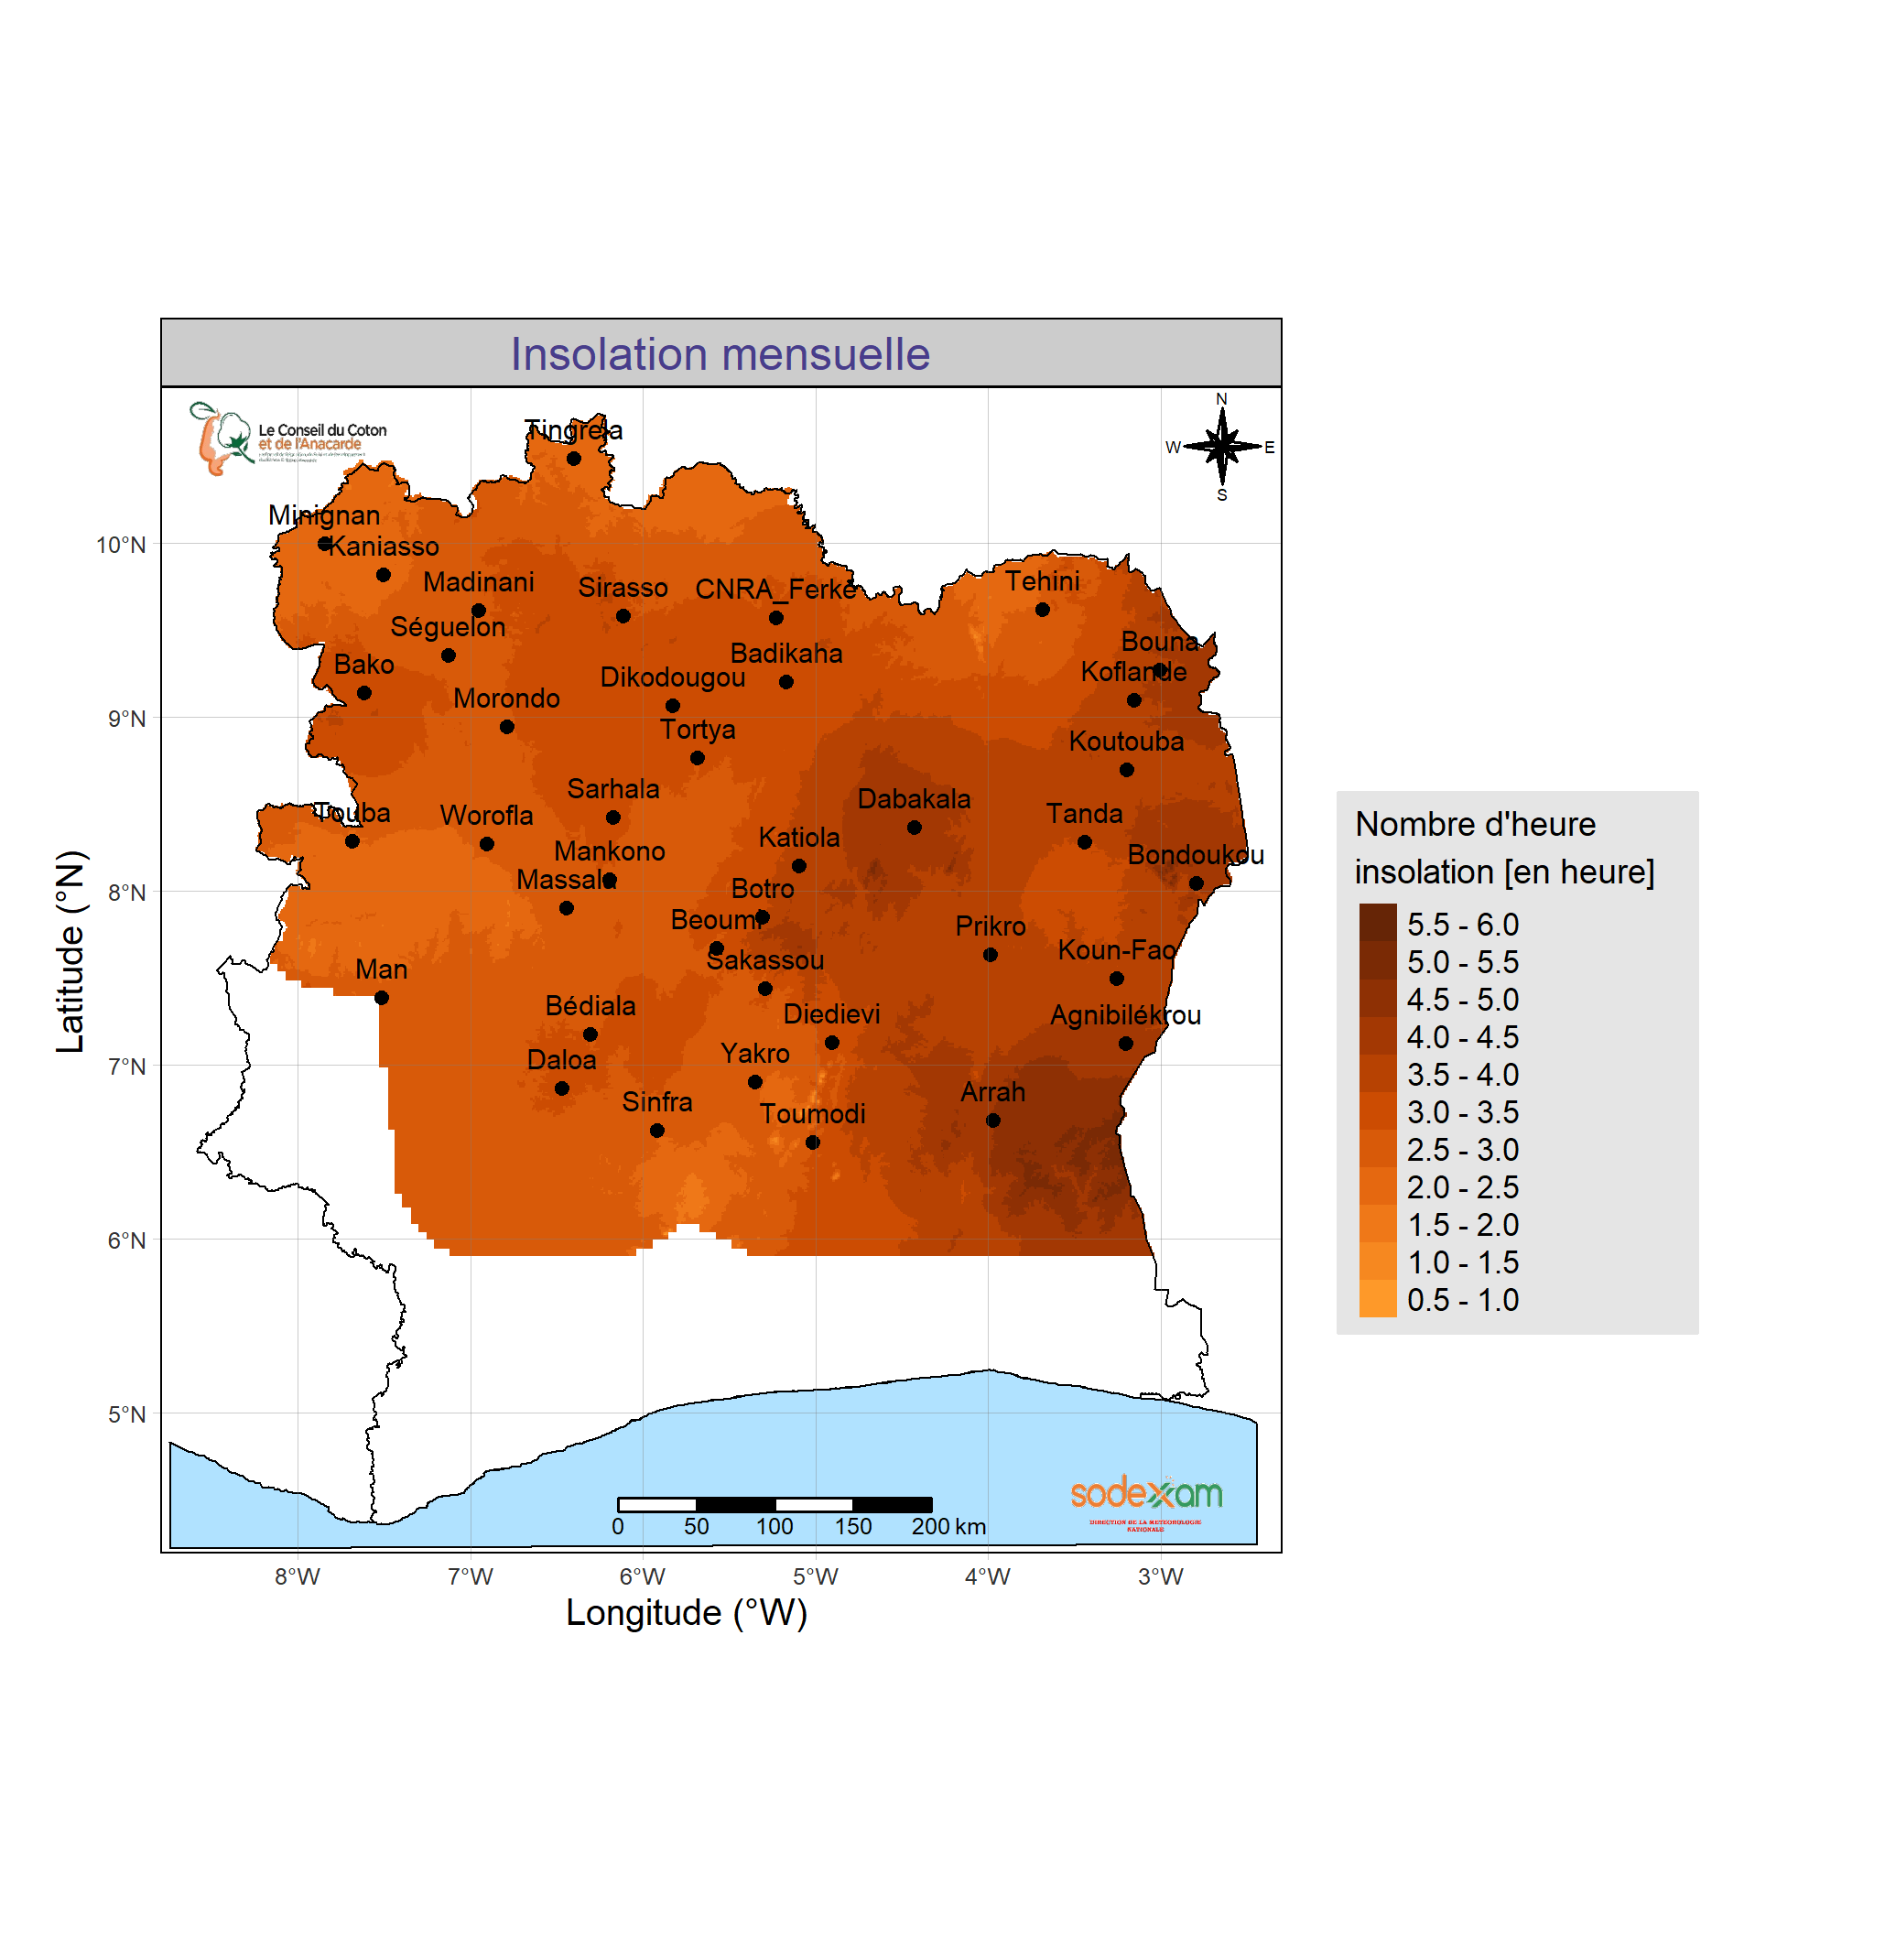 Insolation mensuelle
Le Conseil du Coton
et de l'Anacarde
N
W
E
S
Tingrela
Minignan
Kaniasso
Madinani
Sirasso
CNRA_Ferké
Tehini
Séguelon
Bouna
Badikaha
Bako
Koflande
Dikodougou
Morondo
Tortya
Koutouba
Sarhala
Dabakala
Touba
Worofla
Tanda
Katiola
Mankono
Bondoukou
Massala
Botro
Beoumi
Prikro
Koun-Fao
Sakassou
Man
Bédiala
Diedievi
Agnibilékrou
Daloa
Yakro
Arrah
Sinfra
Toumodi
10°N
9°N
8°N
7°N
6°N
5°N
Latitude (°N)
sodexam
DIRECTION DE LA METEOROLOGIE
NATIONALE
0 50 100 150 200 km
8°W 7°W 6°W 5°W 4°W 3°W
Longitude (°W)
Nombre d'heure
insolation [en heure]
5.5 - 6.0
5.0 - 5.5
4.5 - 5.0
4.0 - 4.5
3.5 - 4.0
3.0 - 3.5
2.5 - 3.0
2.0 - 2.5
1.5 - 2.0
1.0 - 1.5
0.5 - 1.0